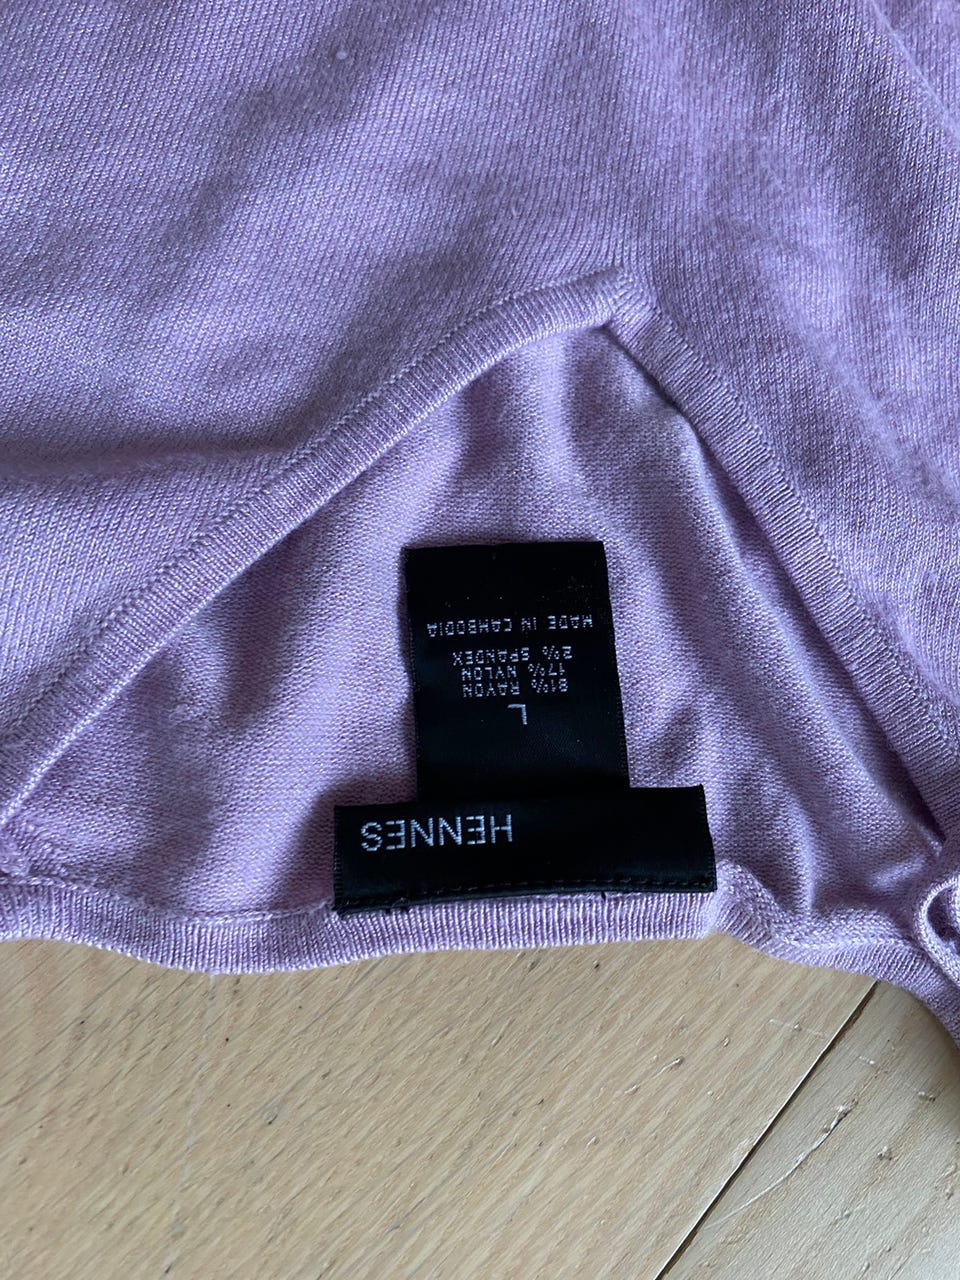 HENNES
L
81% RAYON
17% NYLON
2% SPANDEX
MADE IN CAMBODIA